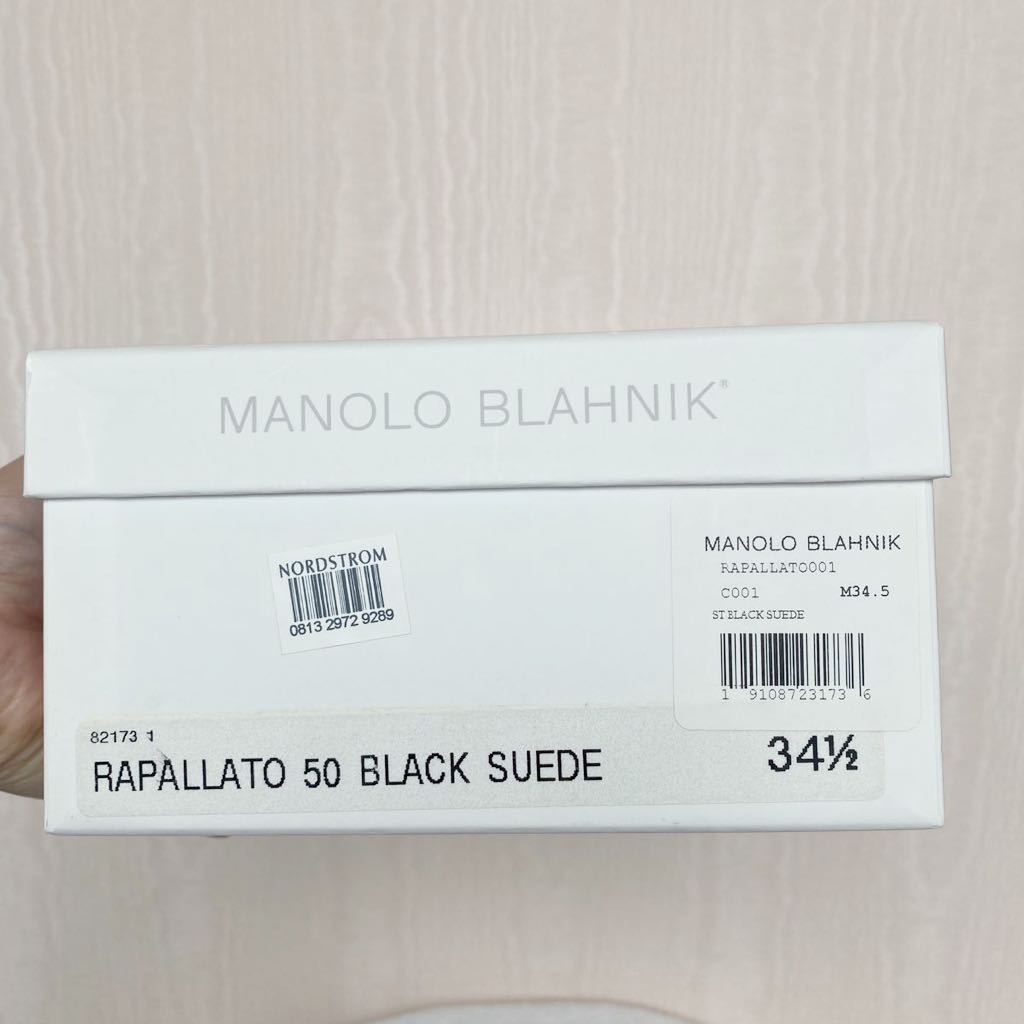 MANOLO BLAHNIK®
NORDSTROM
0813 2972 9289
MANOLO BLAHNIK
RAPALLATO001
C001 M34.5
ST BLACK SUEDE
1 9108723173 6
82173 1
RAPALLATO 50 BLACK SUEDE 34½